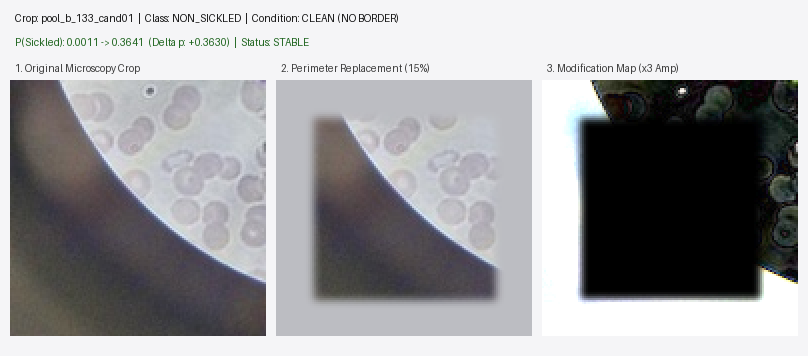 Crop: pool_b_133_cand01 | Class: NON_SICKLED | Condition: CLEAN (NO BORDER)
P(Sickled): 0.0011 -> 0.3641 (Delta p: +0.3630) | Status: STABLE
1. Original Microscopy Crop
2. Perimeter Replacement (15%)
3. Modification Map (x3 Amp)